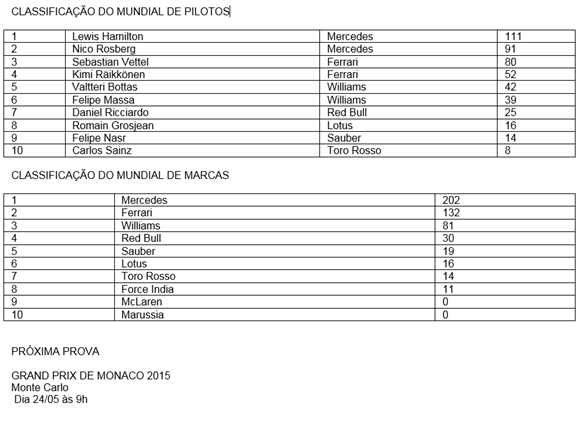 CLASSIFICAÇÃO DO MUNDIAL DE PILOTOS
1 Lewis Hamilton Mercedes 111
2 Nico Rosberg Mercedes 91
3 Sebastian Vettel Ferrari 80
4 Kimi Räikkönen Ferrari 52
5 Valtteri Bottas Williams 42
6 Felipe Massa Williams 39
7 Daniel Ricciardo Red Bull 25
8 Romain Grosjean Lotus 16
9 Felipe Nasr Sauber 14
10 Carlos Sainz Toro Rosso 8
CLASSIFICAÇÃO DO MUNDIAL DE MARCAS
1 Mercedes 202
2 Ferrari 132
3 Williams 81
4 Red Bull 30
5 Sauber 19
6 Lotus 16
7 Toro Rosso 14
8 Force India 11
9 McLaren 0
10 Marussia 0
PRÓXIMA PROVA
GRAND PRIX DE MONACO 2015
Monte Carlo
Dia 24/05 às 9h